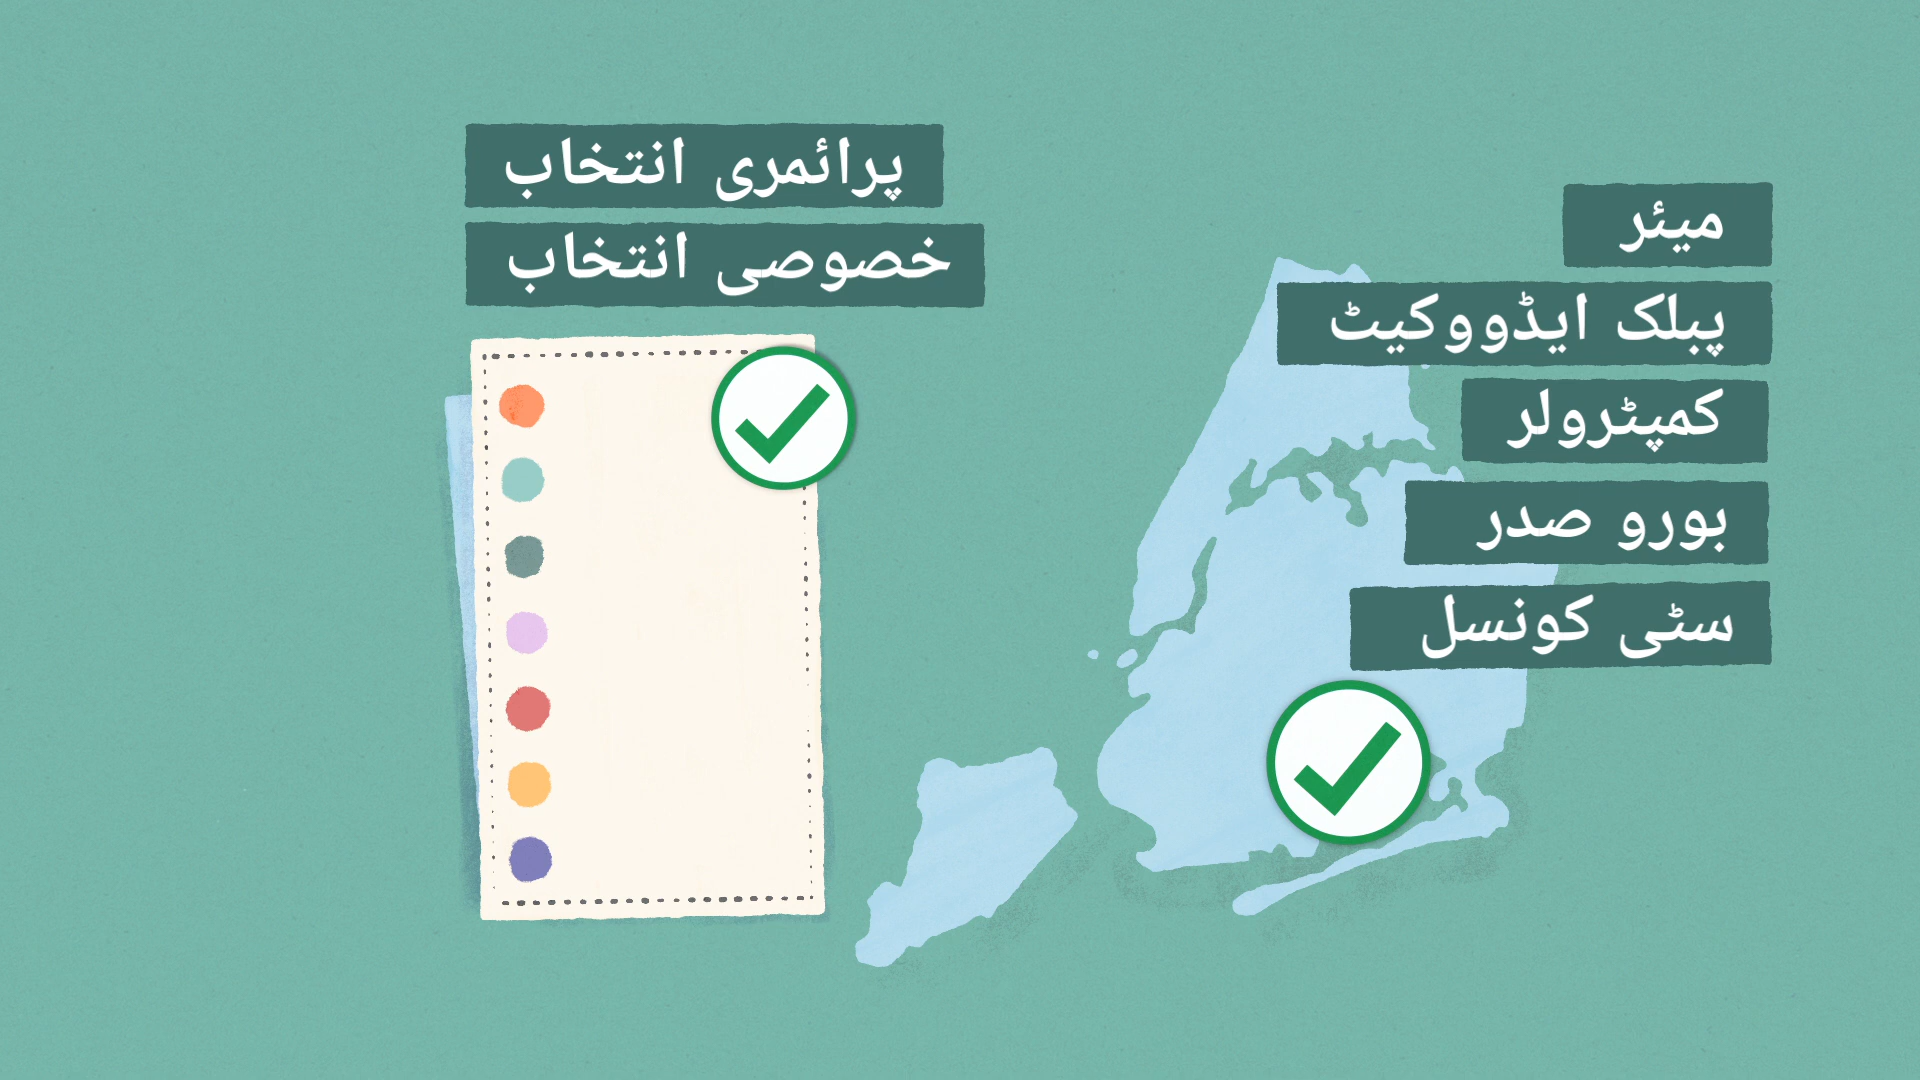 پرائمری انتخاب
خصوصی انتخاب
میئر
پبلک ایڈووکیٹ
کمپٹرولر
بورو صدر
سٹی کونسل